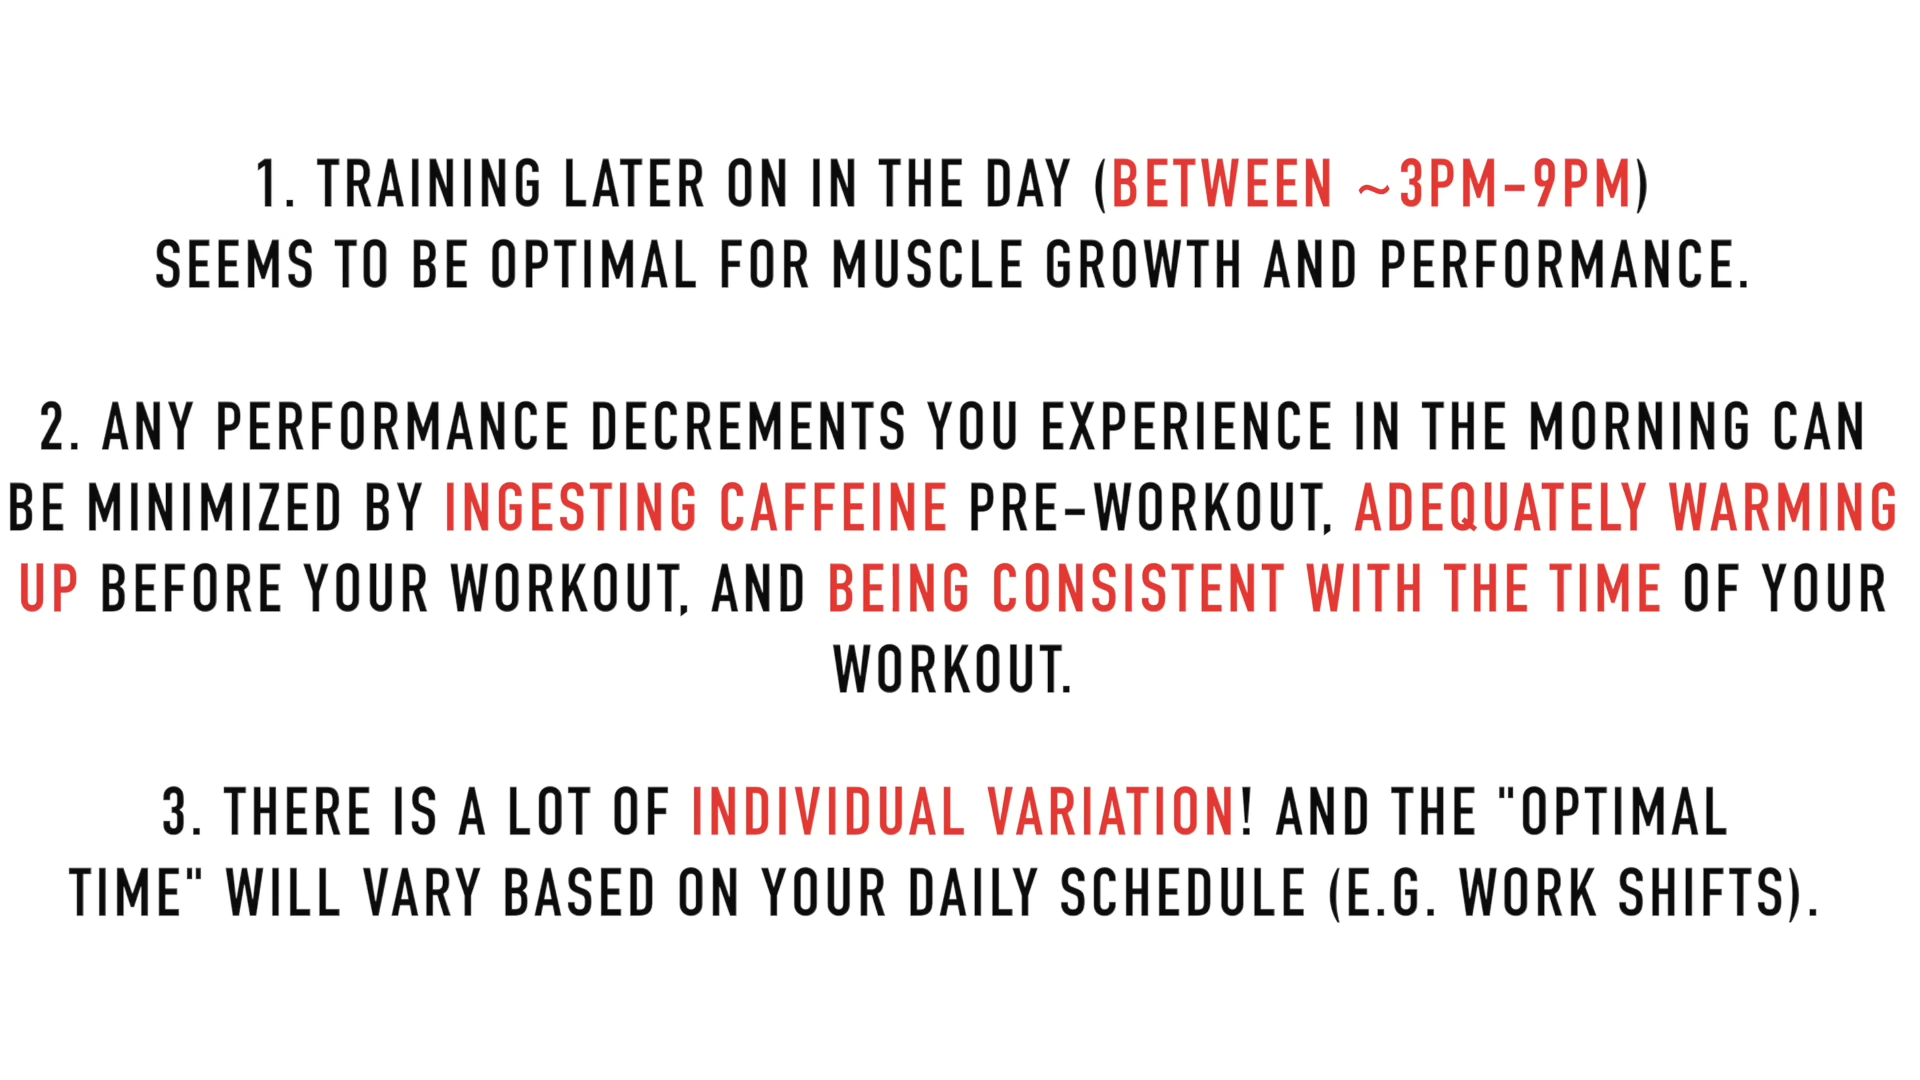 1. TRAINING LATER ON IN THE DAY (BETWEEN ~3PM-9PM)
SEEMS TO BE OPTIMAL FOR MUSCLE GROWTH AND PERFORMANCE.
2. ANY PERFORMANCE DECREMENTS YOU EXPERIENCE IN THE MORNING CAN
BE MINIMIZED BY INGESTING CAFFEINE PRE-WORKOUT, ADEQUATELY WARMING
UP BEFORE YOUR WORKOUT, AND BEING CONSISTENT WITH THE TIME OF YOUR
WORKOUT.
3. THERE IS A LOT OF INDIVIDUAL VARIATION! AND THE "OPTIMAL
TIME" WILL VARY BASED ON YOUR DAILY SCHEDULE (E.G. WORK SHIFTS).